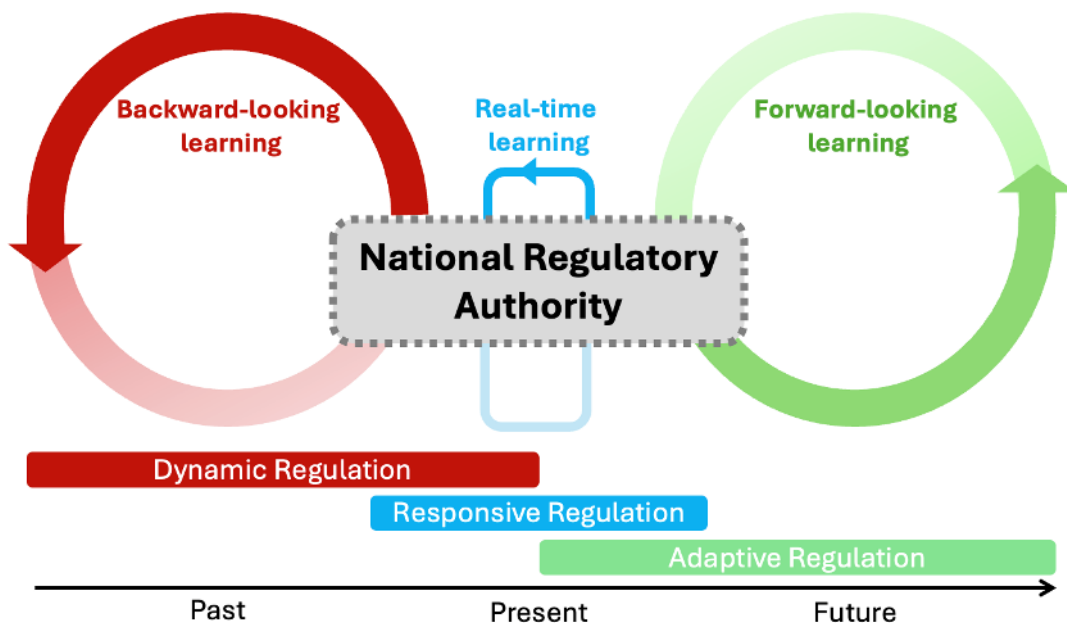 Backward-looking
learning
Real-time
learning
Forward-looking
learning
National Regulatory
Authority
Dynamic Regulation
Responsive Regulation
Adaptive Regulation
Past
Present
Future